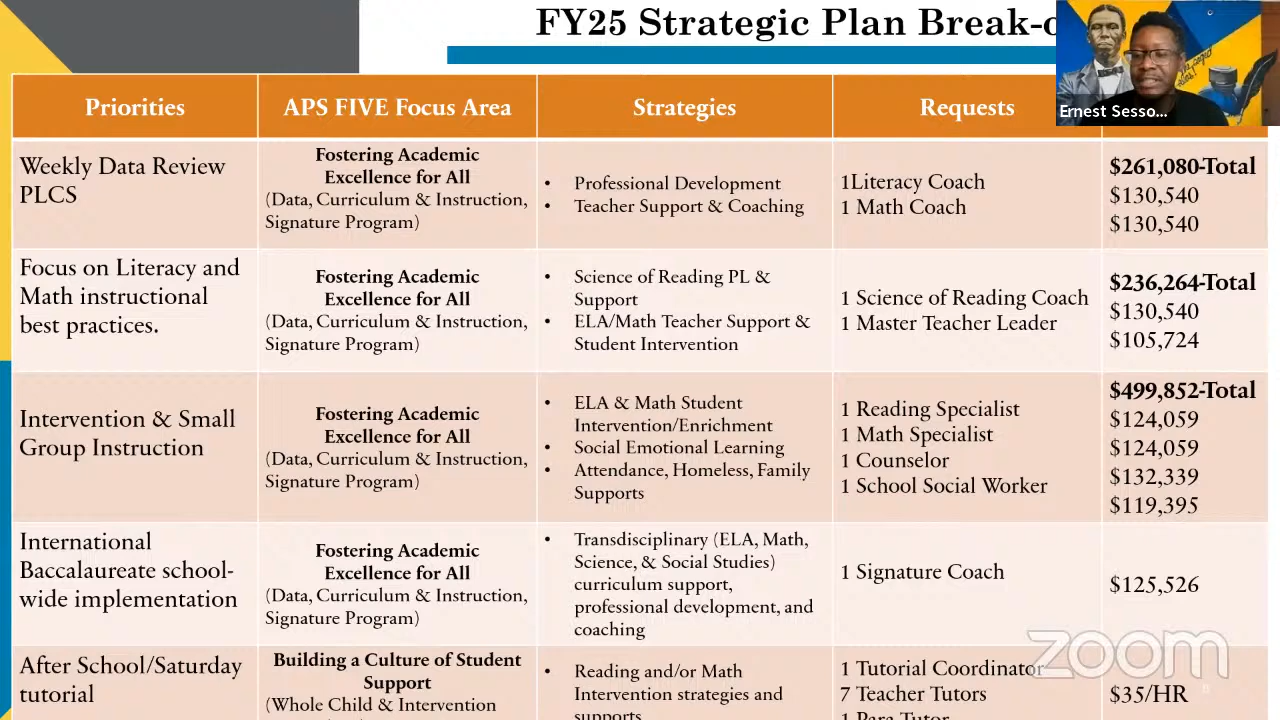 FY25 Strategic Plan Break-o
Ernest Sesso...
Priorities
APS FIVE Focus Area
Strategies
Requests
Weekly Data Review
PLCS
Fostering Academic
Excellence for All
(Data, Curriculum & Instruction,
Signature Program)
• Professional Development
• Teacher Support & Coaching
1Literacy Coach
1 Math Coach
$261,080-Total
$130,540
$130,540
Focus on Literacy and
Math instructional
best practices.
Fostering Academic
Excellence for All
(Data, Curriculum & Instruction,
Signature Program)
• Science of Reading PL &
Support
• ELA/Math Teacher Support &
Student Intervention
1 Science of Reading Coach
1 Master Teacher Leader
$236,264-Total
$130,540
$105,724
Intervention & Small
Group Instruction
Fostering Academic
Excellence for All
(Data, Curriculum & Instruction,
Signature Program)
• ELA & Math Student
Intervention/Enrichment
• Social Emotional Learning
• Attendance, Homeless, Family
Supports
1 Reading Specialist
1 Math Specialist
1 Counselor
1 School Social Worker
$499,852-Total
$124,059
$124,059
$132,339
$119,395
International
Baccalaureate school-
wide implementation
Fostering Academic
Excellence for All
(Data, Curriculum & Instruction,
Signature Program)
• Transdisciplinary (ELA, Math,
Science, & Social Studies)
curriculum support,
professional development, and
coaching
1 Signature Coach
$125,526
After School/Saturday
tutorial
Building a Culture of Student
Support
(Whole Child & Intervention
• Reading and/or Math
Intervention strategies and
supports
1 Tutorial Coordinator
7 Teacher Tutors
1 Para Tutor
$35/HR
zoom